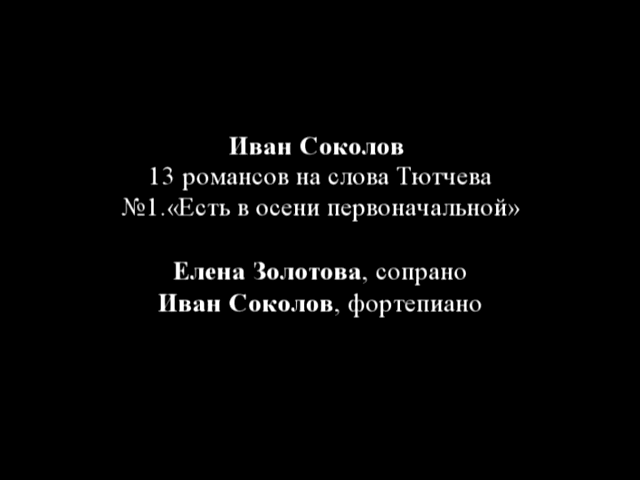 Иван Соколов
13 романсов на слова Тютчева
№1.«Есть в осени первоначальной»
Елена Золотова, сопрано
Иван Соколов, фортепиано